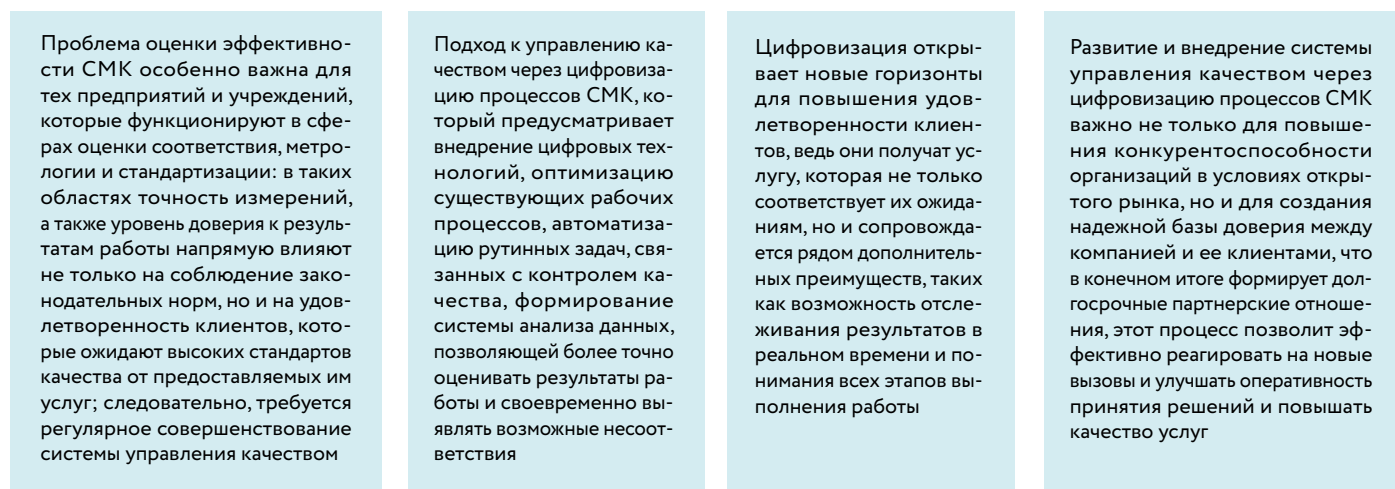 Проблема оценки эффективно-
сти СМК особенно важна для
тех предприятий и учреждений,
которые функционируют в сфе-
рах оценки соответствия, метро-
логии и стандартизации: в таких
областях точность измерений,
а также уровень доверия к резуль-
татам работы напрямую влияют
не только на соблюдение зако-
нодательных норм, но и на удов-
летворенность клиентов, кото-
рые ожидают высоких стандартов
качества от предоставляемых им
услуг; следовательно, требуется
регулярное совершенствование
системы управления качеством
Подход к управлению ка-
чеством через цифровиза-
цию процессов СМК, ко-
торый предусматривает
внедрение цифровых тех-
нологий, оптимизацию
существующих рабочих
процессов, автоматиза-
цию рутинных задач, свя-
занных с контролем ка-
чества, формирование
системы анализа данных,
позволяющей более точно
оценивать результаты ра-
боты и своевременно вы-
являть возможные несоот-
ветствия
Цифровизация откры-
вает новые горизонты
для повышения удов-
летворенности клиен-
тов, ведь они получат ус-
лугу, которая не только
соответствует их ожида-
ниям, но и сопровожда-
ется рядом дополнитель-
ных преимуществ, таких
как возможность отсле-
живания результатов в
реальном времени и по-
нимания всех этапов вы-
полнения работы
Развитие и внедрение системы
управления качеством через
цифровизацию процессов СМК
важно не только для повыше-
ния конкурентоспособности
организаций в условиях откры-
того рынка, но и для создания
надежной базы доверия между
компанией и ее клиентами, что
в конечном итоге формирует дол-
госрочные партнерские отноше-
ния, этот процесс позволит эф-
фективно реагировать на новые
вызовы и улучшать оперативность
принятия решений и повышать
качество услуг